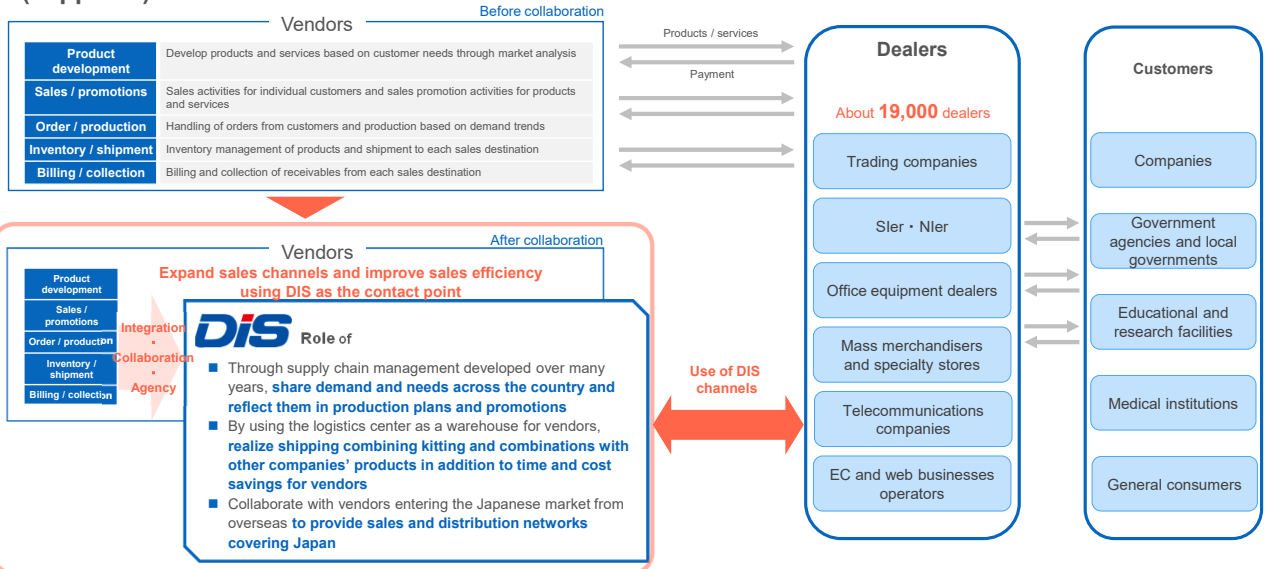 Before collaboration
Vendors
Product
development
Develop products and services based on customer needs through market analysis
Sales / promotions
Sales activities for individual customers and sales promotion activities for products
and services
Order / production
Handling of orders from customers and production based on demand trends
Inventory / shipment
Inventory management of products and shipment to each sales destination
Billing / collection
Billing and collection of receivables from each sales destination
Products / services
Payment
After collaboration
Vendors
Expand sales channels and improve sales efficiency
using DIS as the contact point
Product
development
Sales /
promotions
Order / production
Inventory /
shipment
Billing / collection
Integration
・
Collaboration
・
Agency
DiS Role of
■ Through supply chain management developed over many
years, share demand and needs across the country and
reflect them in production plans and promotions
■ By using the logistics center as a warehouse for vendors,
realize shipping combining kitting and combinations with
other companies' products in addition to time and cost
savings for vendors
■ Collaborate with vendors entering the Japanese market from
overseas to provide sales and distribution networks
covering Japan
Use of DIS
channels
Dealers
About 19,000 dealers
Trading companies
SIer・NIer
Office equipment dealers
Mass merchandisers
and specialty stores
Telecommunications
companies
EC and web businesses
operators
Customers
Companies
Government
agencies and local
governments
Educational and
research facilities
Medical institutions
General consumers